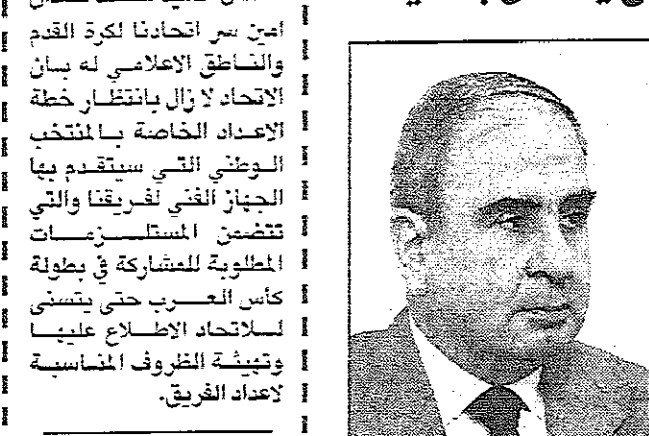 امين سر اتحادنا لكرة القدم
والناطق الاعلامي له بان
الاتحاد لا زال بانتظار خطة
الاعداد الخاصة بالمنتخب
الوطني التي سيتقدم بها
الجهاز الفني لفريقنا والتي
تتضمن المستلزمات
المطلوبة للمشاركة في بطولة
كأس العرب حتى يتسنى
للاتحاد الاطلاع عليها
وتهيئة الظروف المناسبة
لاعداد الفريق.